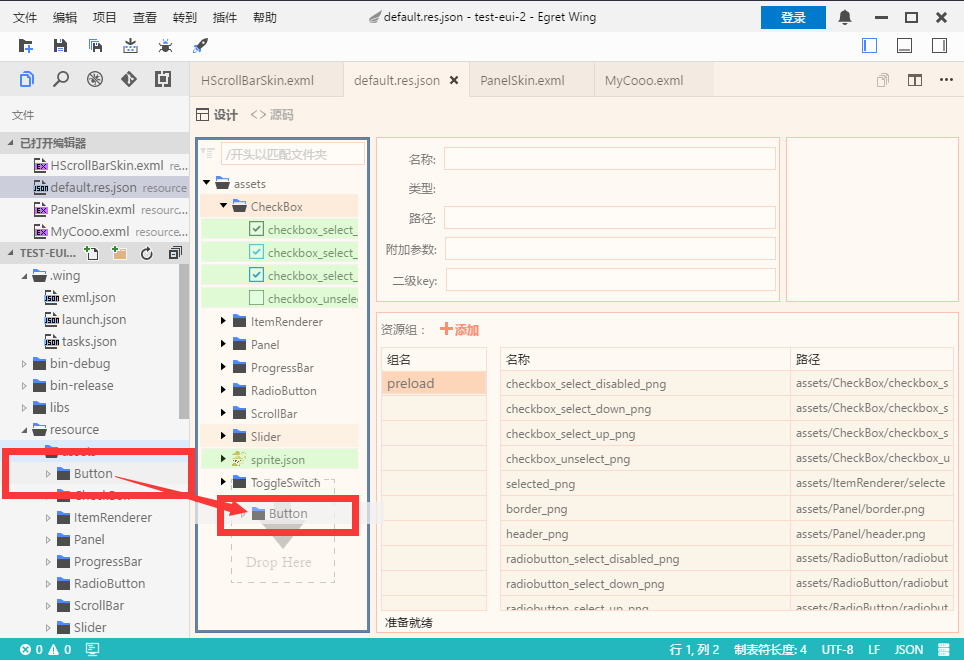 文件 编辑 项目 查看 转到 插件 帮助
default.res.json - test-eui-2 - Egret Wing
登录
HScrollBarSkin.exml
default.res.json
PanelSkin.exml
MyCooo.exml
文件
设计 <> 源码
已打开编辑器
HScrollBarSkin.exml re...
default.res.json resource
PanelSkin.exml resourc...
MyCooo.exml resource...
TEST-EUI...
.wing
exml.json
launch.json
tasks.json
bin-debug
bin-release
libs
resource
assets
Button
CheckBox
ItemRenderer
Panel
ProgressBar
RadioButton
ScrollBar
Slider
/开头以匹配文件夹
assets
CheckBox
checkbox_select_
checkbox_select_
checkbox_select_
checkbox_unsele
ItemRenderer
Panel
ProgressBar
RadioButton
ScrollBar
Slider
sprite.json
ToggleSwitch
Button
Drop Here
名称:
类型:
路径:
附加参数:
二级key:
资源组： 添加
组名
preload
名称 路径
checkbox_select_disabled_png assets/CheckBox/checkbox_s
checkbox_select_down_png assets/CheckBox/checkbox_s
checkbox_select_up_png assets/CheckBox/checkbox_s
checkbox_unselect_png assets/CheckBox/checkbox_u
selected_png assets/ItemRenderer/selecte
border_png assets/Panel/border.png
header_png assets/Panel/header.png
radiobutton_select_disabled_png assets/RadioButton/radiobut
radiobutton_select_down_png assets/RadioButton/radiobut
radiobutton_select_up_png assets/RadioButton/radiobut
准备就绪
0 0
行 1, 列 2 制表符长度: 4 UTF-8 LF JSON